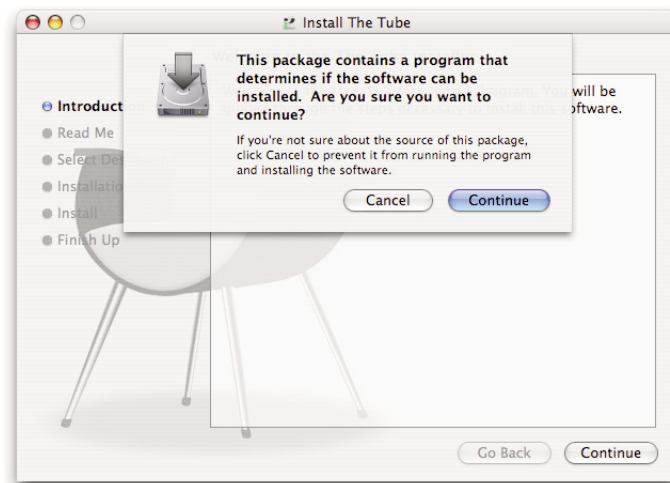 Install The Tube
This package contains a program that
determines if the software can be
installed. Are you sure you want to
continue?
If you're not sure about the source of this package,
click Cancel to prevent it from running the program
and installing the software.
Cancel
Continue
will be
oftware.
Introduct
Read Me
Select Des
Installatio
Install
Finish Up
Go Back
Continue